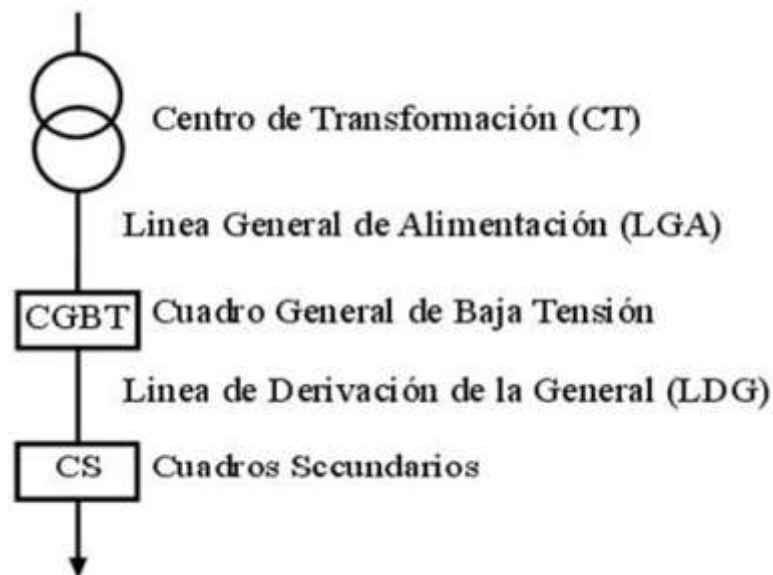 Centro de Transformación (CT)
Linea General de Alimentación (LGA)
CGBT Cuadro General de Baja Tensión
Linea de Derivación de la General (LDG)
CS Cuadros Secundarios